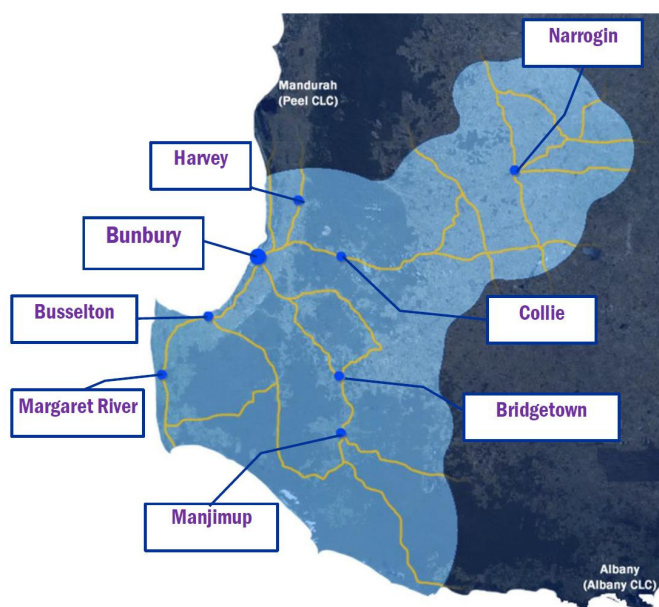 Narrogin
Mandurah
(Peel CLC)
Harvey
Bunbury
Busselton
Collie
Margaret River
Bridgetown
Manjimup
Albany
(Albany CLC)